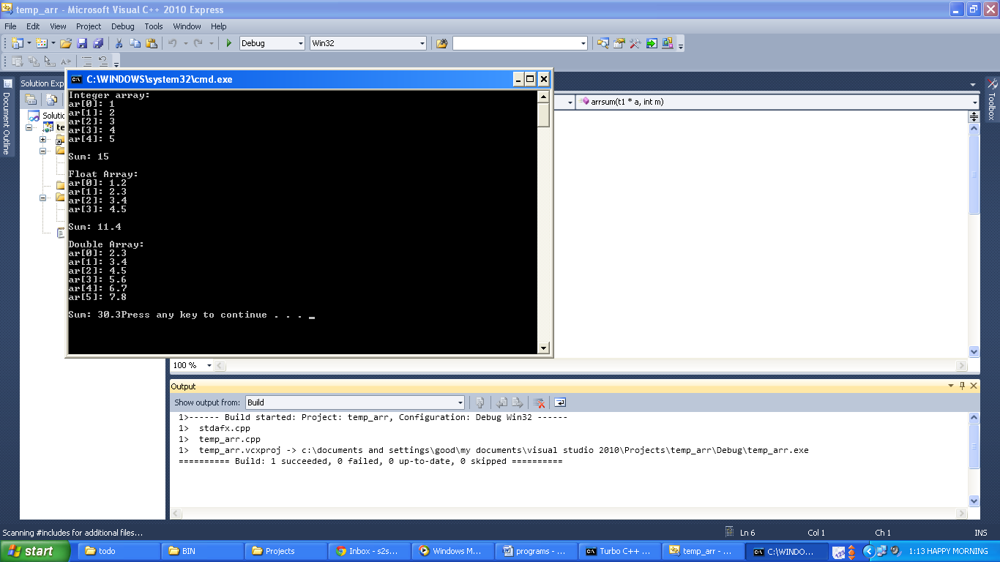 temp_arr - Microsoft Visual C++ 2010 Express
File Edit View Project Debug Tools Window Help
Debug Win32
C:\WINDOWS\system32\cmd.exe
Solution Exp
Document Outline
Toolbox
arrsum(t1 * a, int m)
Solutio
te
Integer array:
ar[0]: 1
ar[1]: 2
ar[2]: 3
ar[3]: 4
ar[4]: 5
Sum: 15
Float Array:
ar[0]: 1.2
ar[1]: 2.3
ar[2]: 3.4
ar[3]: 4.5
Sum: 11.4
Double Array:
ar[0]: 2.3
ar[1]: 3.4
ar[2]: 4.5
ar[3]: 5.6
ar[4]: 6.7
ar[5]: 7.8
Sum: 30.3Press any key to continue . . . _
100 %
Output
Show output from: Build
1>------ Build started: Project: temp_arr, Configuration: Debug Win32 ------
1>  stdafx.cpp
1>  temp_arr.cpp
1>  temp_arr.vcxproj -> c:\documents and settings\good\my documents\visual studio 2010\Projects\temp_arr\Debug\temp_arr.exe
========== Build: 1 succeeded, 0 failed, 0 up-to-date, 0 skipped ==========
Scanning #includes for additional files... Ln 6 Col 1 Ch 1 INS
start todo BIN Projects Inbox - s2s... Windows M... programs - ... Turbo C++ ... temp_arr - ... C:\WINDO... 1:13 HAPPY MORNING